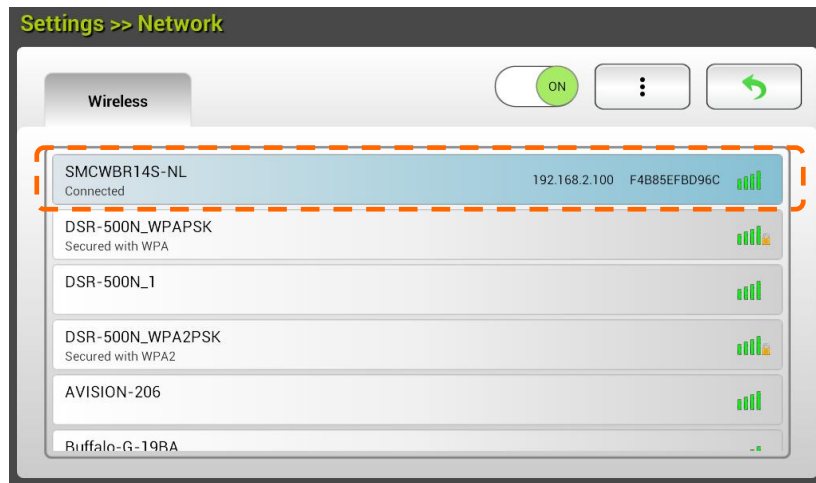 Settings >> Network
Wireless
ON
SMCWBR14S-NL
Connected
192.168.2.100 F4B85EFBD96C
DSR-500N_WPAPSK
Secured with WPA
DSR-500N_1
DSR-500N_WPA2PSK
Secured with WPA2
AVISION-206
Buffalo-G-19BA